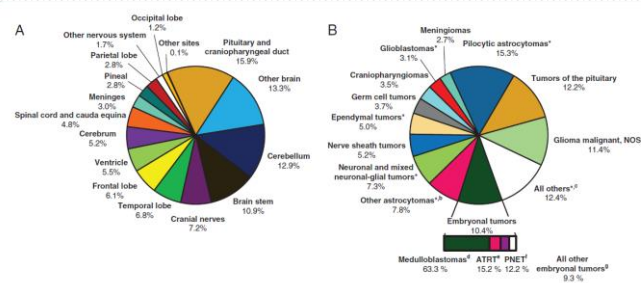 A
Occipital lobe
1.2%
Other nervous system
1.7%
Other sites
0.1%
Parietal lobe
2.8%
Pineal
2.8%
Meninges
3.0%
Spinal cord and cauda equina
4.8%
Cerebrum
5.2%
Ventricle
5.5%
Frontal lobe
6.1%
Temporal lobe
6.8%
Cranial nerves
7.2%
Brain stem
10.9%
Cerebellum
12.9%
Other brain
13.3%
Pituitary and
craniopharyngeal duct
15.9%
B
Meningiomas
2.7%
Glioblastomas*
3.1%
Craniopharyngiomas
3.5%
Germ cell tumors
3.7%
Ependymal tumors*
5.0%
Nerve sheath tumors
5.2%
Neuronal and mixed
neuronal-glial tumors*
7.3%
Other astrocytomas*,b
7.8%
Embryonal tumors
10.4%
All others*,c
12.4%
Glioma malignant, NOS
11.4%
Tumors of the pituitary
12.2%
Pilocytic astrocytomas*
15.3%
Medulloblastomasd
63.3 %
ATRTe
15.2 %
PNETf
12.2 %
All other
embryonal tumorsg
9.3 %